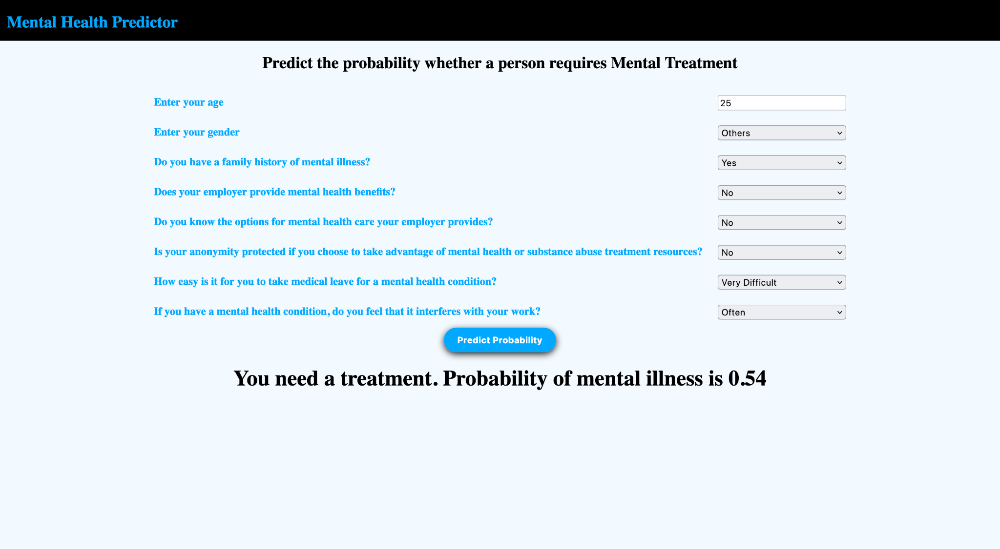 Mental Health Predictor
Predict the probability whether a person requires Mental Treatment
Enter your age 25
Enter your gender Others
Do you have a family history of mental illness? Yes
Does your employer provide mental health benefits? No
Do you know the options for mental health care your employer provides? No
Is your anonymity protected if you choose to take advantage of mental health or substance abuse treatment resources? No
How easy is it for you to take medical leave for a mental health condition? Very Difficult
If you have a mental health condition, do you feel that it interferes with your work? Often
Predict Probability
You need a treatment. Probability of mental illness is 0.54